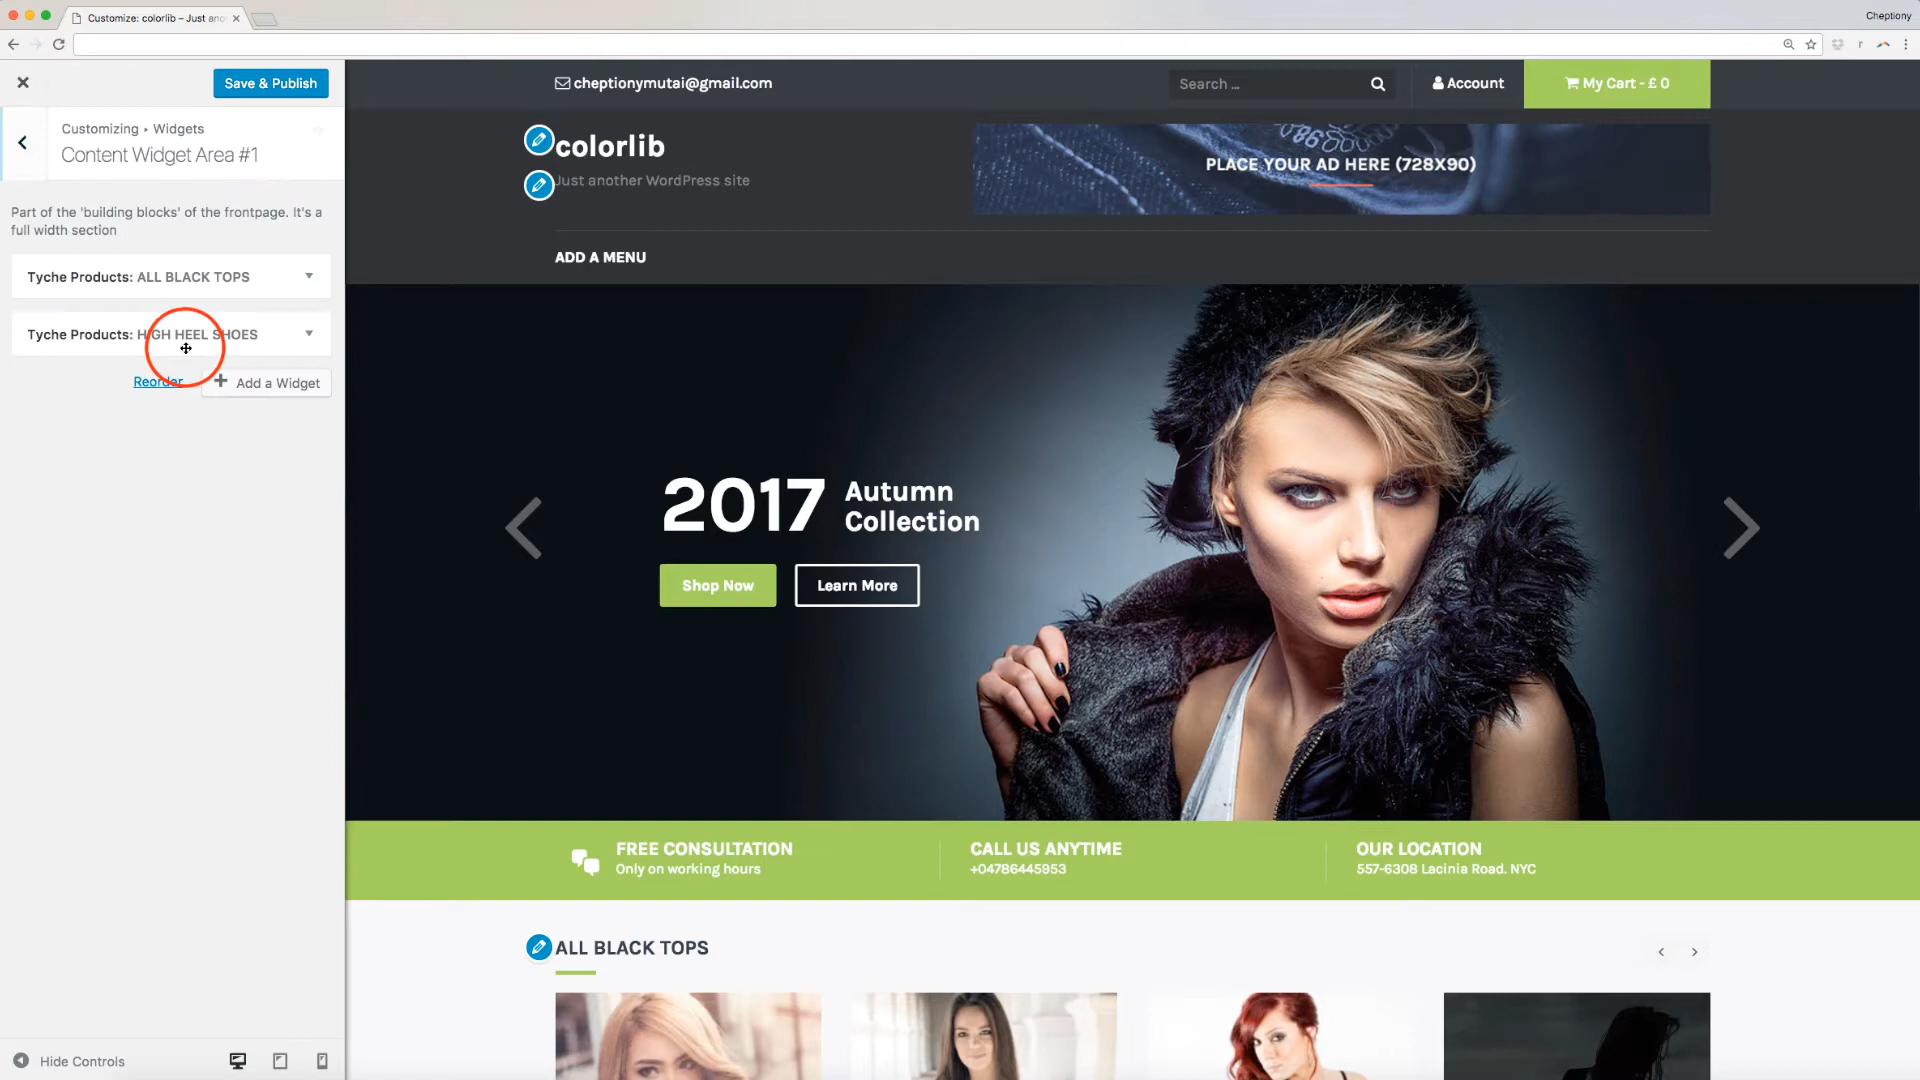 Customize: colorlib – Just ano
Cheptiony
Save & Publish
Customizing ▸ Widgets
Content Widget Area #1
Part of the 'building blocks' of the frontpage. It's a
full width section
Tyche Products: ALL BLACK TOPS
Tyche Products: HIGH HEEL SHOES
Reorder
Add a Widget
Hide Controls
cheptionymutai@gmail.com
Search ...
Account
My Cart - £ 0
colorlib
Just another WordPress site
PLACE YOUR AD HERE (728X90)
ADD A MENU
2017 Autumn
Collection
Shop Now
Learn More
FREE CONSULTATION
Only on working hours
CALL US ANYTIME
+04786445953
OUR LOCATION
557-6308 Lacinia Road. NYC
ALL BLACK TOPS